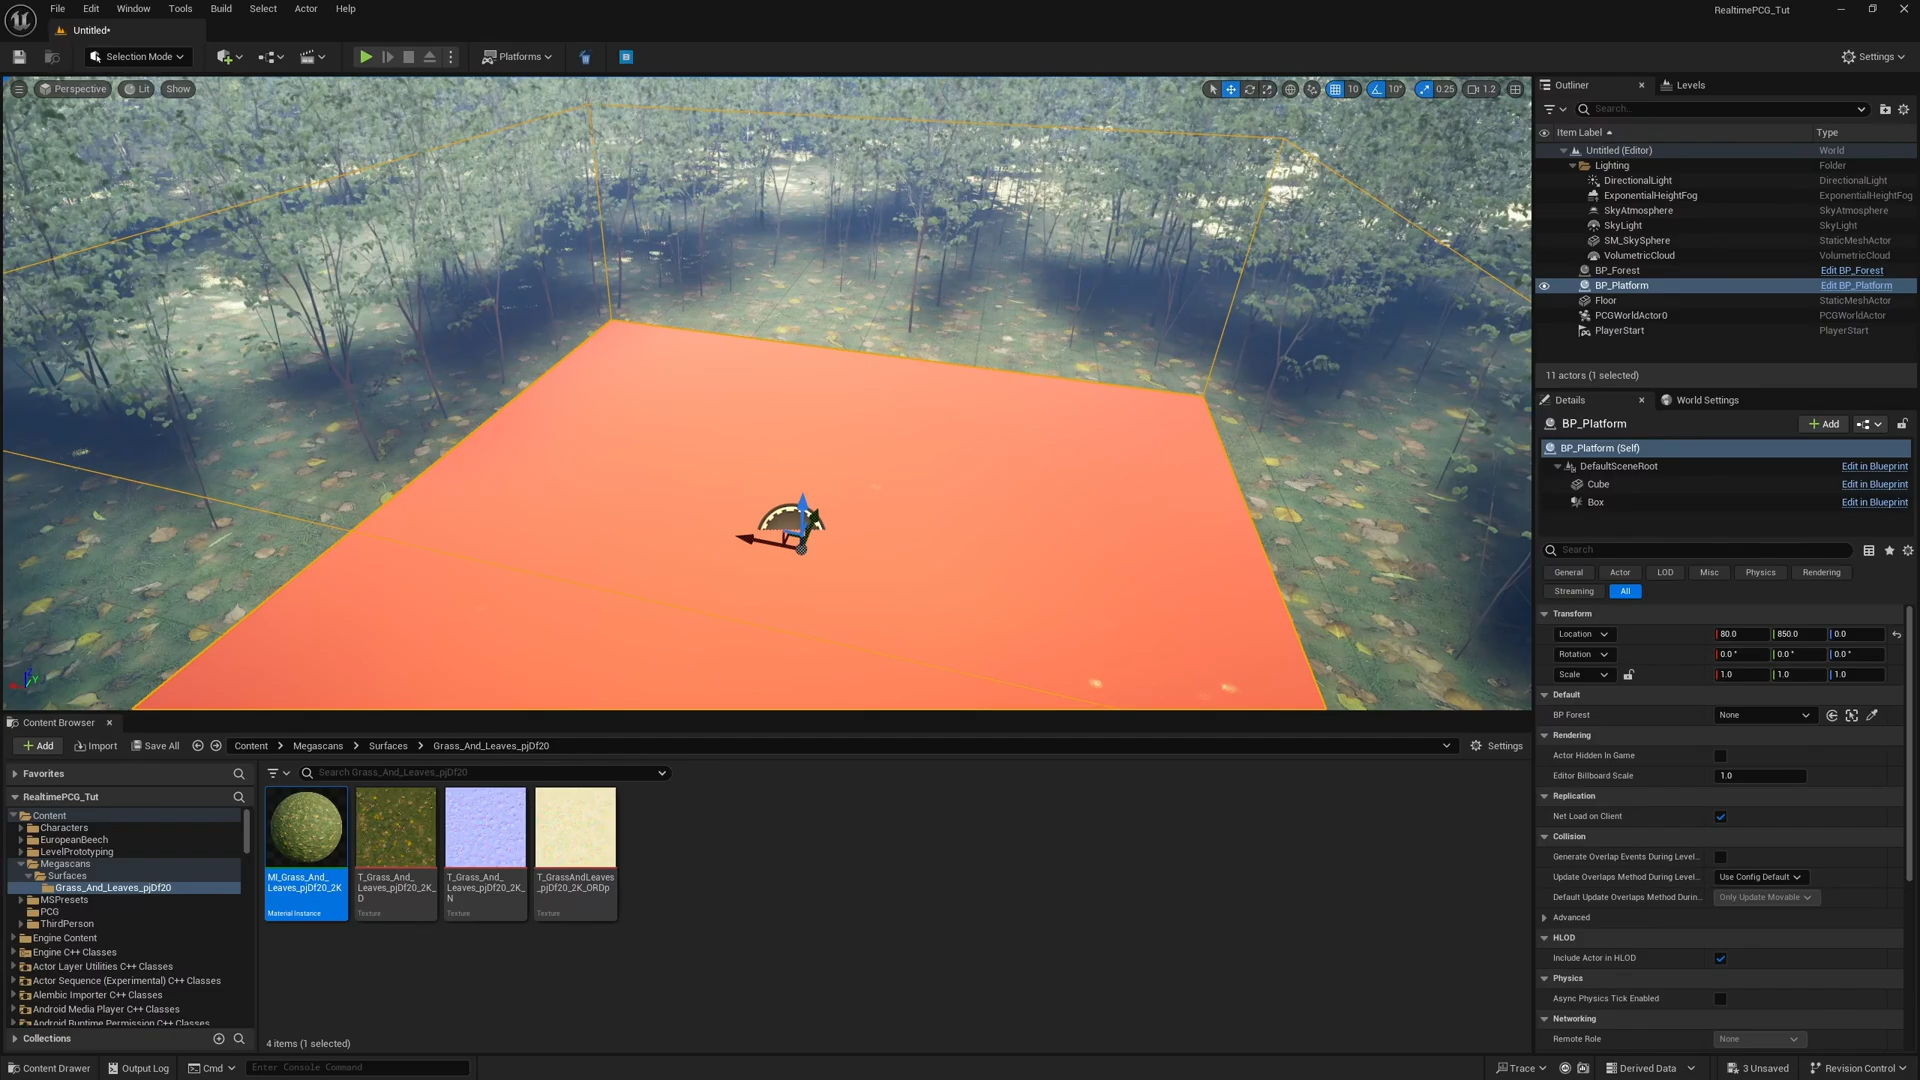 File Edit Window Tools Build Select Actor Help
RealtimePCG_Tut
Untitled•
Selection Mode
Platforms
Settings
Perspective Lit Show
10 10° 0.25 1.2
Outliner Levels
Search...
Item Label Type
Untitled (Editor) World
Lighting Folder
DirectionalLight DirectionalLight
ExponentialHeightFog ExponentialHeightFog
SkyAtmosphere SkyAtmosphere
SkyLight SkyLight
SM_SkySphere StaticMeshActor
VolumetricCloud VolumetricCloud
BP_Forest Edit BP_Forest
BP_Platform Edit BP_Platform
Floor StaticMeshActor
PCGWorldActor0 PCGWorldActor
PlayerStart PlayerStart
11 actors (1 selected)
Details World Settings
BP_Platform Add
BP_Platform (Self)
DefaultSceneRoot Edit in Blueprint
Cube Edit in Blueprint
Box Edit in Blueprint
Search
General Actor LOD Misc Physics Rendering
Streaming All
Transform
Location 80.0 850.0 0.0
Rotation 0.0 ° 0.0 ° 0.0 °
Scale 1.0 1.0 1.0
Default
BP Forest None
Rendering
Actor Hidden In Game
Editor Billboard Scale 1.0
Replication
Net Load on Client
Collision
Generate Overlap Events During Level...
Update Overlaps Method During Level... Use Config Default
Default Update Overlaps Method Durin... Only Update Movable
Advanced
HLOD
Include Actor in HLOD
Physics
Async Physics Tick Enabled
Networking
Remote Role None
Z Y
Content Browser
Add Import Save All Content Megascans Surfaces Grass_And_Leaves_pjDf20 Settings
Favorites
Search Grass_And_Leaves_pjDf20
RealtimePCG_Tut
Content
Characters
EuropeanBeech
LevelPrototyping
Megascans
Surfaces
Grass_And_Leaves_pjDf20
MSPresets
PCG
ThirdPerson
Engine Content
Engine C++ Classes
Actor Layer Utilities C++ Classes
Actor Sequence (Experimental) C++ Classes
Alembic Importer C++ Classes
Android Media Player C++ Classes
Android Runtime Permission C++ Classes
Collections
MI_Grass_And_
Leaves_pjDf20_2K
Material Instance
T_Grass_And_
Leaves_pjDf20_2K_
D
Texture
T_Grass_And_
Leaves_pjDf20_2K_
N
Texture
T_GrassAndLeaves
_pjDf20_2K_ORDp
Texture
4 items (1 selected)
Content Drawer Output Log Cmd Enter Console Command
Trace Derived Data 3 Unsaved Revision Control